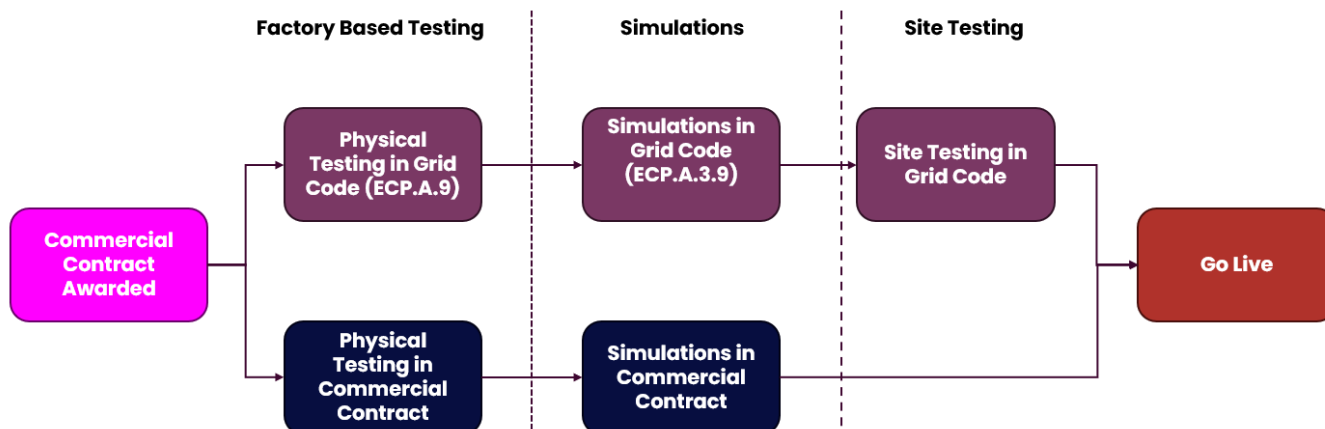 Factory Based Testing
Simulations
Site Testing
Physical
Testing in Grid
Code (ECP.A.9)
Simulations in
Grid Code
(ECP.A.3.9)
Site Testing in
Grid Code
Commercial
Contract
Awarded
Go Live
Physical
Testing in
Commercial
Contract
Simulations in
Commercial
Contract